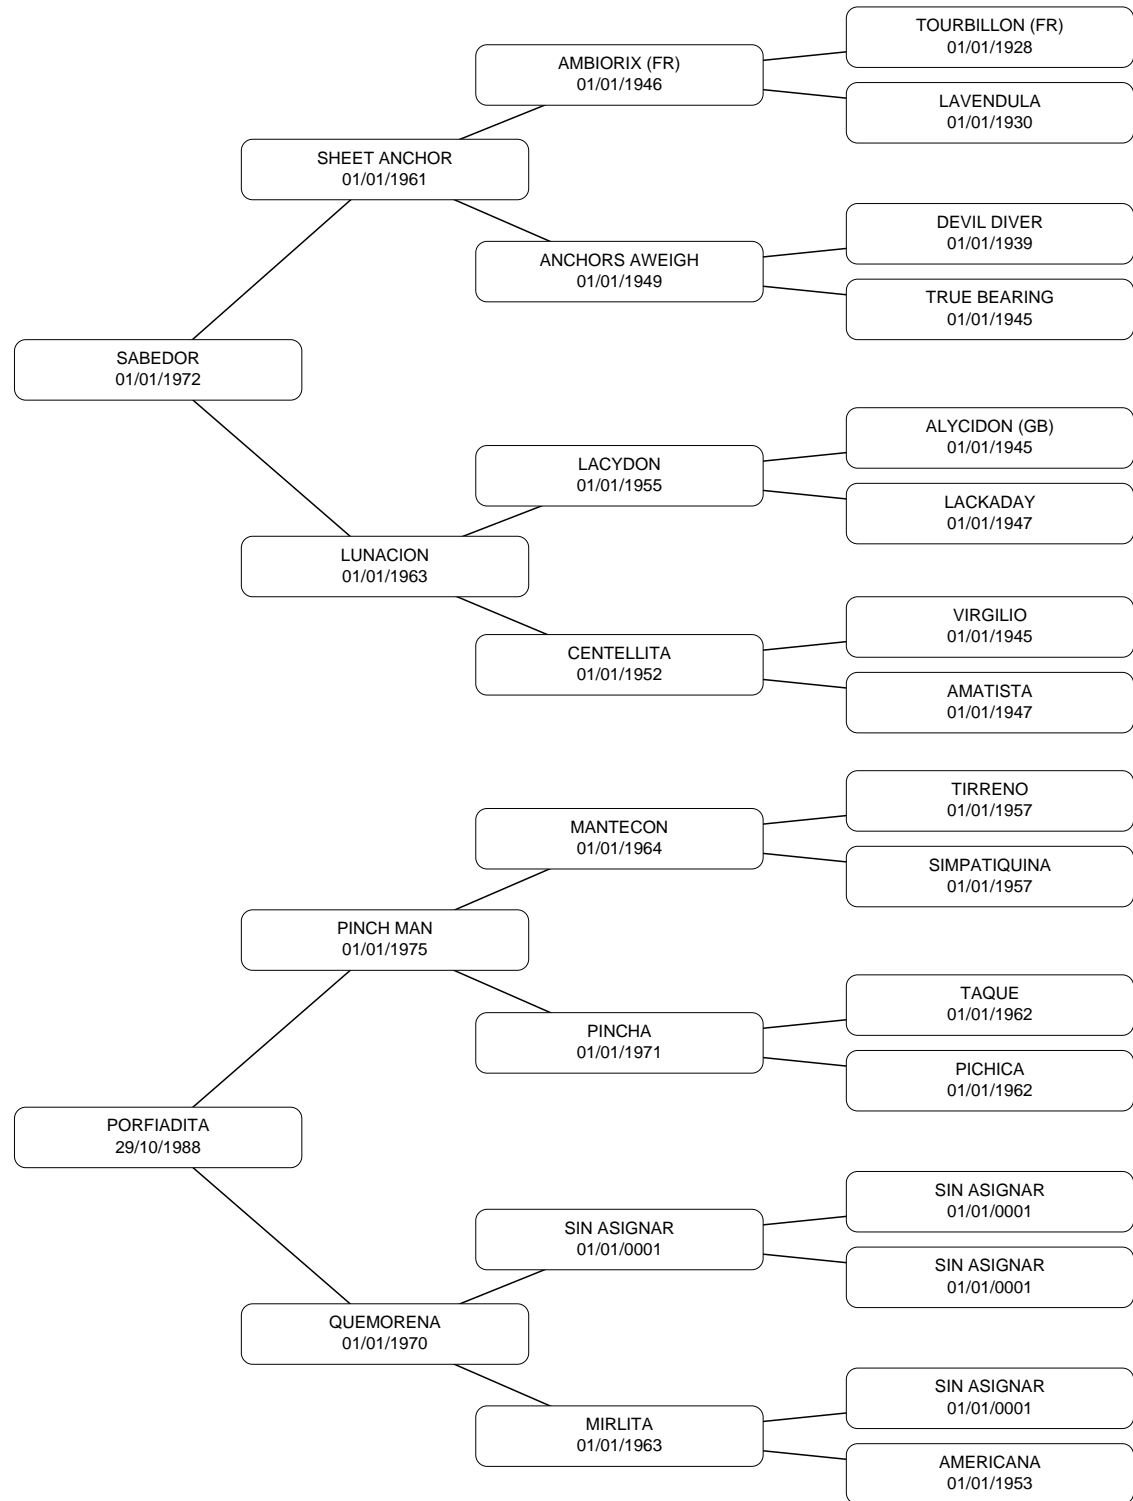 TOURBILLON (FR)
01/01/1928
AMBIORIX (FR)
01/01/1946
LAVENDULA
01/01/1930
SHEET ANCHOR
01/01/1961
DEVIL DIVER
01/01/1939
ANCHORS AWEIGH
01/01/1949
TRUE BEARING
01/01/1945
SABEDOR
01/01/1972
ALYCIDON (GB)
01/01/1945
LACYDON
01/01/1955
LACKADAY
01/01/1947
LUNACION
01/01/1963
VIRGILIO
01/01/1945
CENTELLITA
01/01/1952
AMATISTA
01/01/1947
TIRRENO
01/01/1957
MANTECON
01/01/1964
SIMPATIQUINA
01/01/1957
PINCH MAN
01/01/1975
TAQUE
01/01/1962
PINCHA
01/01/1971
PICHICA
01/01/1962
PORFIADITA
29/10/1988
SIN ASIGNAR
01/01/0001
SIN ASIGNAR
01/01/0001
SIN ASIGNAR
01/01/0001
QUEMORENA
01/01/1970
SIN ASIGNAR
01/01/0001
MIRLITA
01/01/1963
AMERICANA
01/01/1953